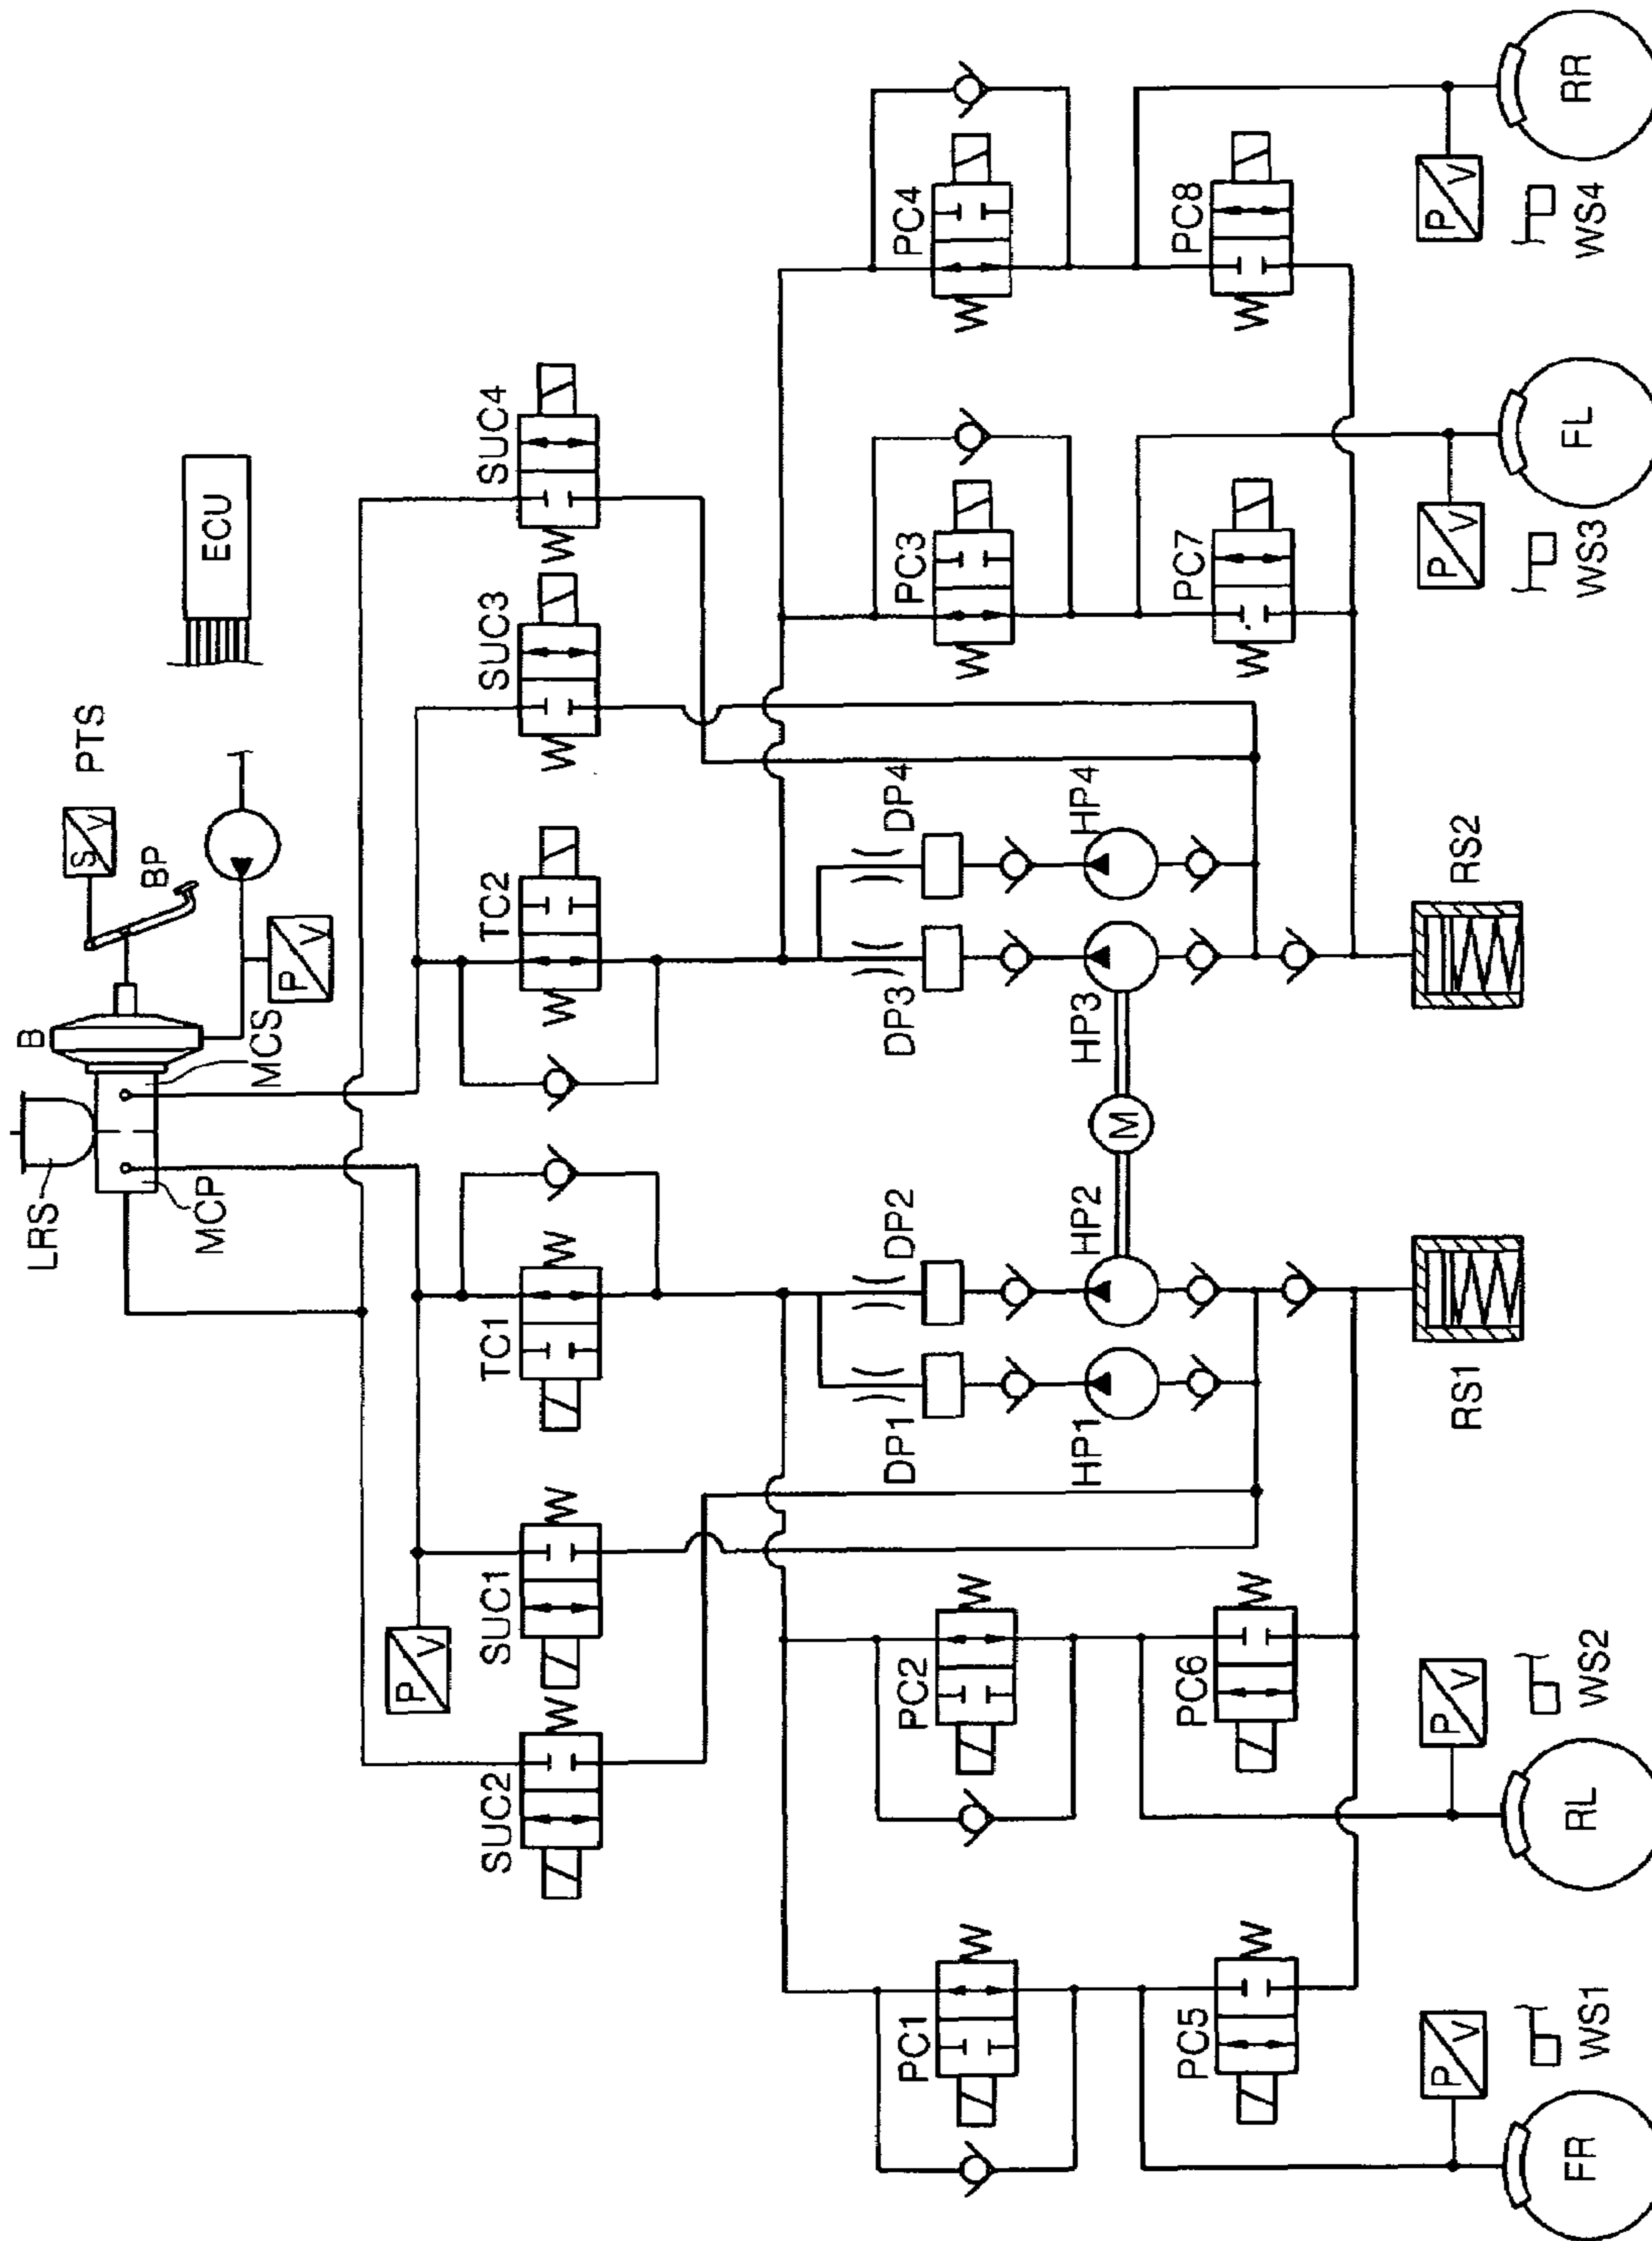 LRS
B
PTS
S
V
BP
ECU
MCP
MCS
P
V
P
V
SUC2
SUC1
TC1
TC2
SUC3
SUC4
PC1
PC2
DP1
DP2
DP3
DP4
PC3
PC4
HP1
HP2
M
HP3
HP4
PC5
PC6
PC7
PC8
RS1
RS2
P
V
P
V
P
V
P
V
FR
WS1
RL
WS2
WS3
FL
WS4
RR